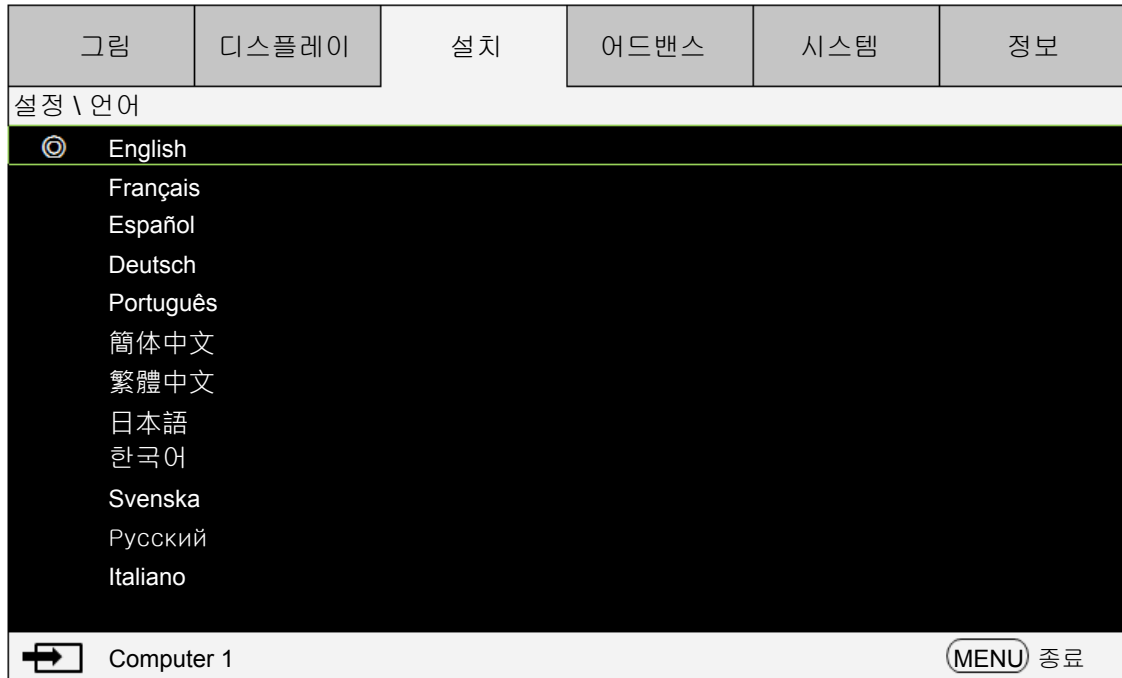 그림 디스플레이 설치 어드밴스 시스템 정보
설정 \ 언어
English
Français
Español
Deutsch
Português
簡体中文
繁體中文
日本語
한국어
Svenska
Русский
Italiano
Computer 1 MENU 종료